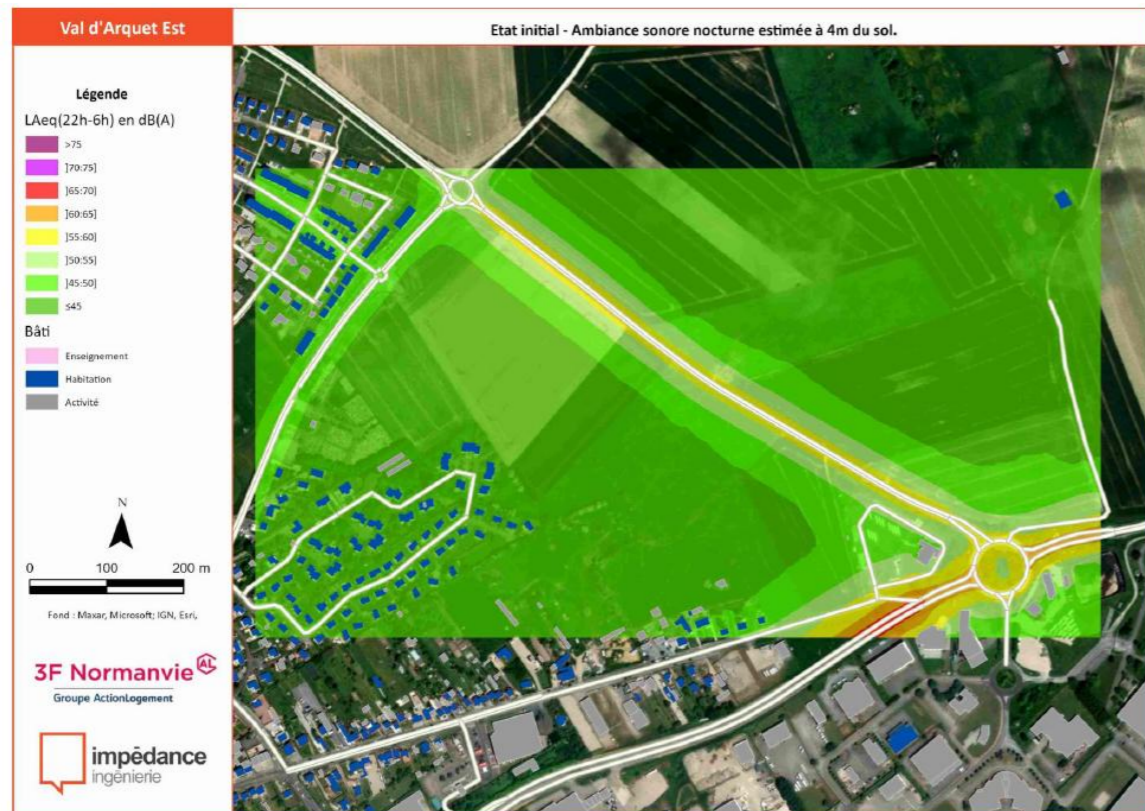 Val d'Arquet Est
Etat initial - Ambiance sonore nocturne estimée à 4m du sol.
Légende
LAeq(22h-6h) en dB(A)
>75
]70:75]
]65:70]
]60:65]
]55:60]
]50:55]
]45:50]
≤45
Bâti
Enseignement
Habitation
Activité
N
0 100 200 m
Fond : Maxar, Microsoft; IGN, Esri,
3F Normanvie AL
Groupe ActionLogement
impédance
ingénierie